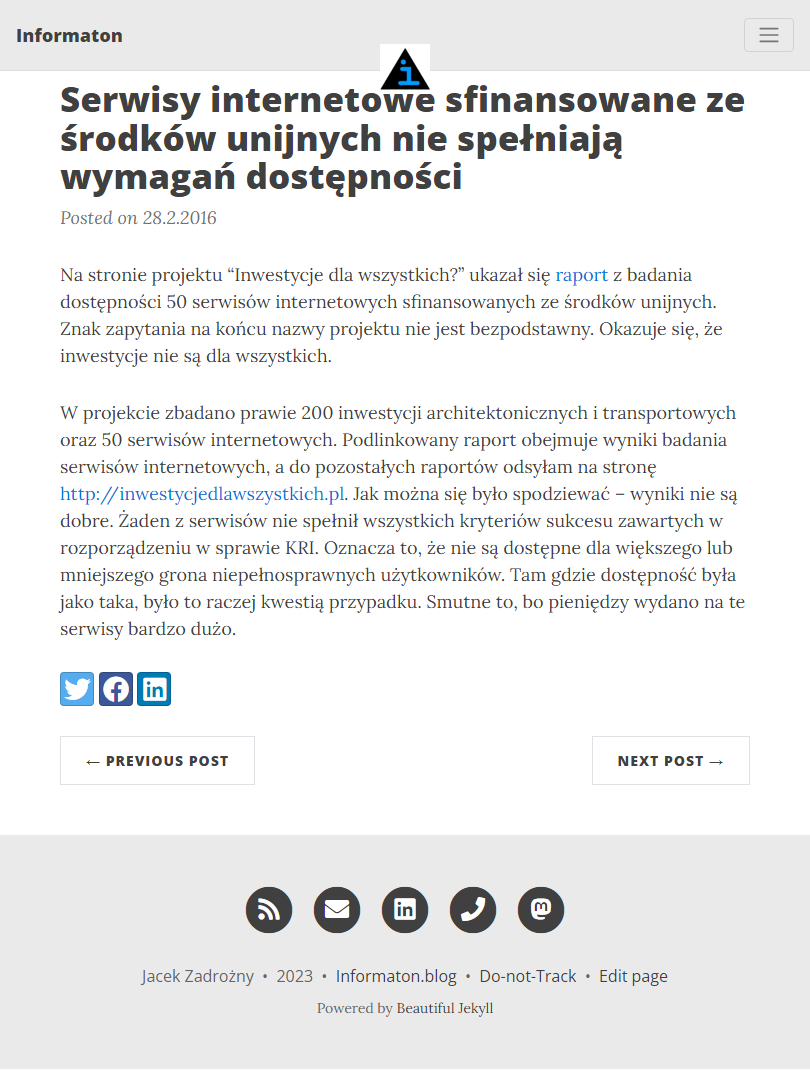 Informaton
Serwisy internetowe sfinansowane ze
środków unijnych nie spełniają
wymagań dostępności
Posted on 28.2.2016
Na stronie projektu “Inwestycje dla wszystkich?” ukazał się raport z badania
dostępności 50 serwisów internetowych sfinansowanych ze środków unijnych.
Znak zapytania na końcu nazwy projektu nie jest bezpodstawny. Okazuje się, że
inwestycje nie są dla wszystkich.
W projekcie zbadano prawie 200 inwestycji architektonicznych i transportowych
oraz 50 serwisów internetowych. Podlinkowany raport obejmuje wyniki badania
serwisów internetowych, a do pozostałych raportów odsyłam na stronę
http://inwestycjedlawszystkich.pl. Jak można się było spodziewać – wyniki nie są
dobre. Żaden z serwisów nie spełnił wszystkich kryteriów sukcesu zawartych w
rozporządzeniu w sprawie KRI. Oznacza to, że nie są dostępne dla większego lub
mniejszego grona niepełnosprawnych użytkowników. Tam gdzie dostępność była
jako taka, było to raczej kwestią przypadku. Smutne to, bo pieniędzy wydano na te
serwisy bardzo dużo.
← PREVIOUS POST
NEXT POST →
Jacek Zadrożny • 2023 • Informaton.blog • Do-not-Track • Edit page
Powered by Beautiful Jekyll